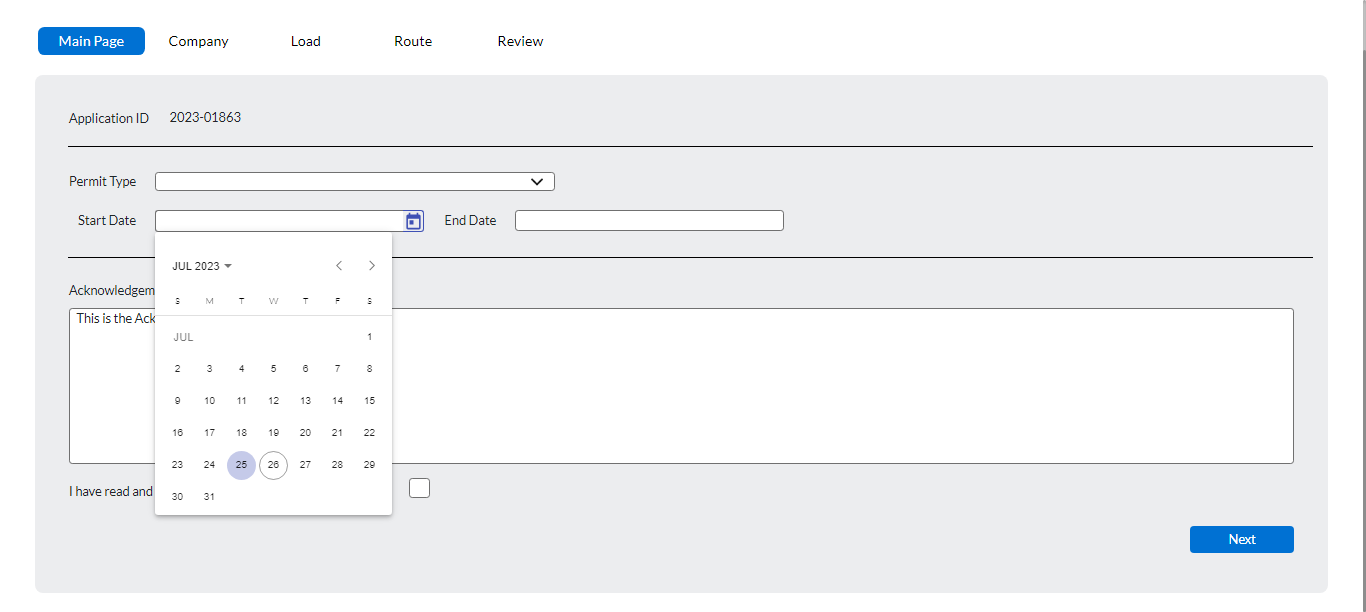 Main Page Company Load Route Review
Application ID 2023-01863
Permit Type
Start Date End Date
JUL 2023
Acknowledgem
S M T W T F S
This is the Ack
JUL 1
2 3 4 5 6 7 8
9 10 11 12 13 14 15
16 17 18 19 20 21 22
23 24 25 26 27 28 29
I have read and
30 31
Next